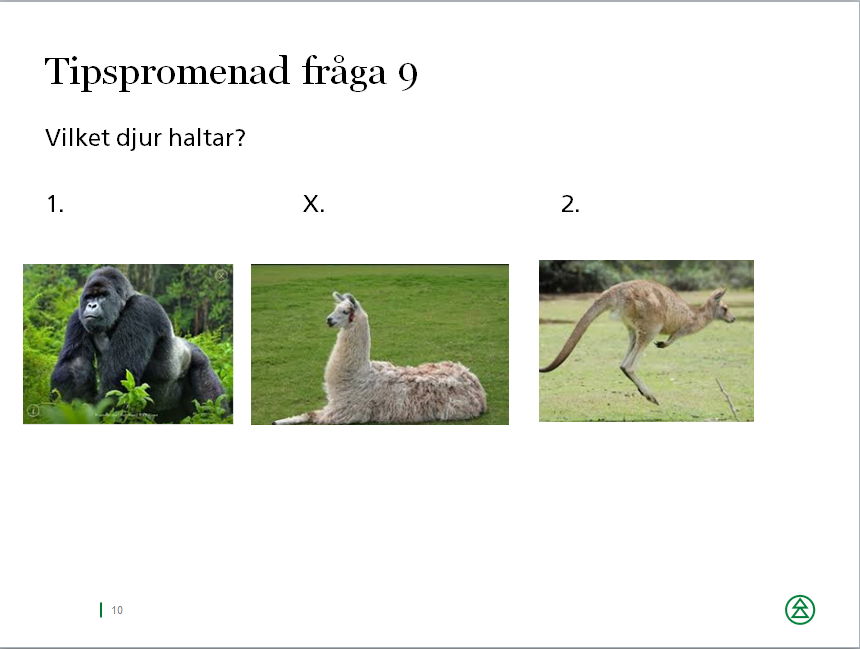 Tipspromenad fråga 9
Vilket djur haltar?
1. X. 2.
10